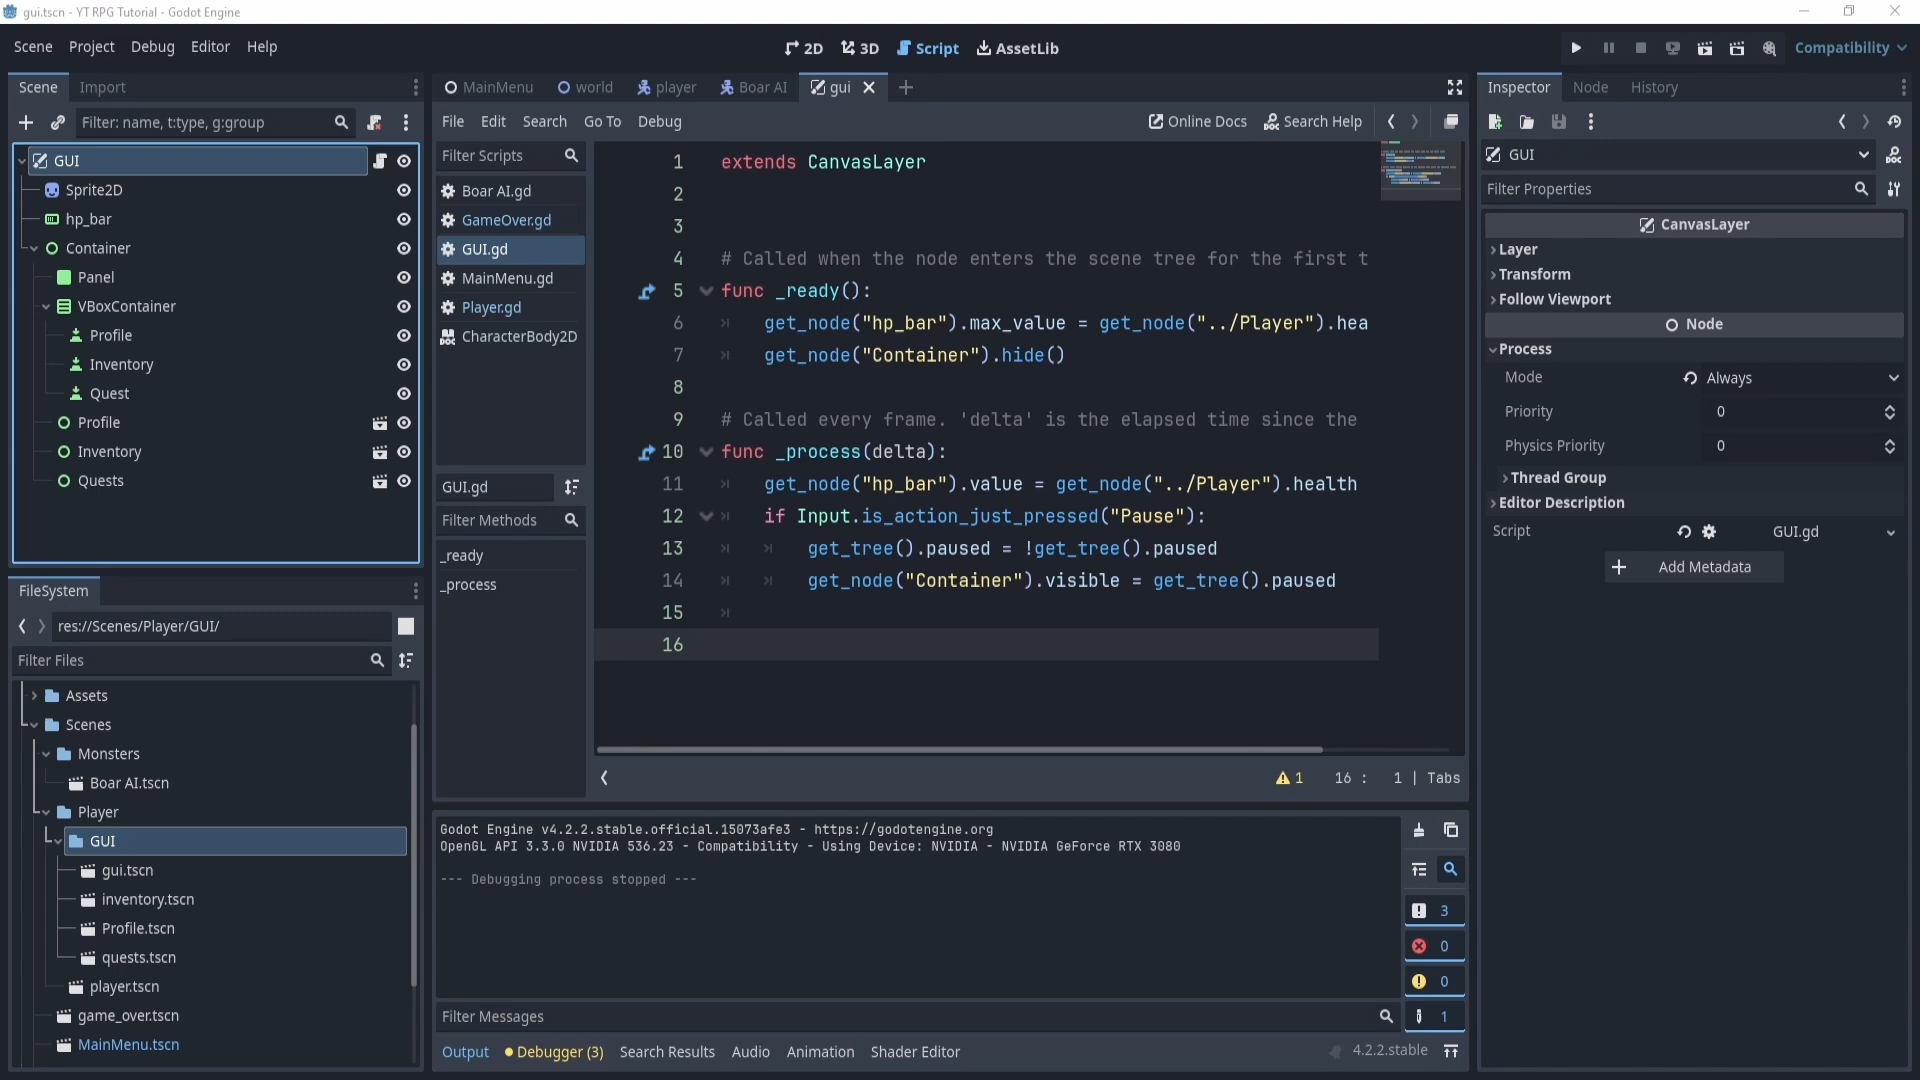 gui.tscn - YT RPG Tutorial - Godot Engine
Scene Project Debug Editor Help
2D 3D Script AssetLib
Compatibility
Scene Import
Filter: name, t:type, g:group
GUI
Sprite2D
hp_bar
Container
Panel
VBoxContainer
Profile
Inventory
Quest
Profile
Inventory
Quests
FileSystem
res://Scenes/Player/GUI/
Filter Files
Assets
Scenes
Monsters
Boar AI.tscn
Player
GUI
gui.tscn
inventory.tscn
Profile.tscn
quests.tscn
player.tscn
game_over.tscn
MainMenu.tscn
MainMenu world player Boar AI gui
File Edit Search Go To Debug
Online Docs Search Help
Filter Scripts
Boar AI.gd
GameOver.gd
GUI.gd
MainMenu.gd
Player.gd
CharacterBody2D
GUI.gd
Filter Methods
_ready
_process
1 extends CanvasLayer
2
3
4 # Called when the node enters the scene tree for the first t
5 func _ready():
6 get_node("hp_bar").max_value = get_node("../Player").hea
7 get_node("Container").hide()
8
9 # Called every frame. 'delta' is the elapsed time since the
10 func _process(delta):
11 get_node("hp_bar").value = get_node("../Player").health
12 if Input.is_action_just_pressed("Pause"):
13 get_tree().paused = !get_tree().paused
14 get_node("Container").visible = get_tree().paused
15
16
1 16 : 1 | Tabs
Godot Engine v4.2.2.stable.official.15073afe3 - https://godotengine.org
OpenGL API 3.3.0 NVIDIA 536.23 - Compatibility - Using Device: NVIDIA - NVIDIA GeForce RTX 3080
--- Debugging process stopped ---
3
0
0
1
Filter Messages
Output Debugger (3) Search Results Audio Animation Shader Editor
4.2.2.stable
Inspector Node History
GUI
Filter Properties
CanvasLayer
Layer
Transform
Follow Viewport
Node
Process
Mode Always
Priority 0
Physics Priority 0
Thread Group
Editor Description
Script GUI.gd
Add Metadata